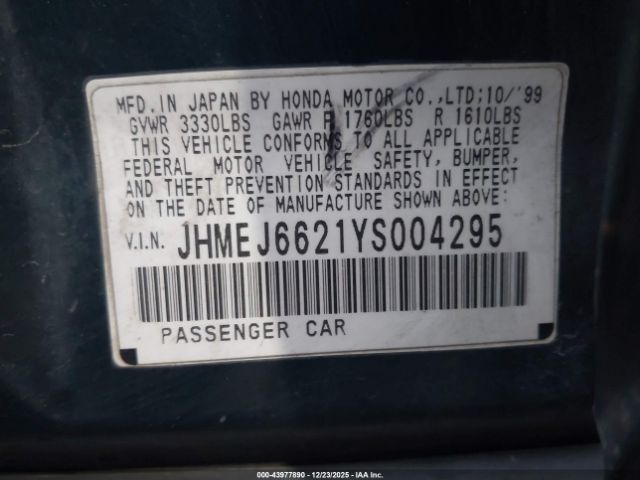 MFD. IN JAPAN BY HONDA MOTOR CO., LTD; 10/'99
GVWR 3330LBS GAWR F 1760LBS R 1610LBS
THIS VEHICLE CONFORMS TO ALL APPLICABLE
FEDERAL MOTOR VEHICLE SAFETY, BUMPER,
AND THEFT PREVENTION STANDARDS IN EFFECT
ON THE DATE OF MANUFACTURE SHOWN ABOVE:
V.I.N. JHMEJ6621YS004295
PASSENGER CAR
000-43977890 - 12/23/2025 - IAAI.COM